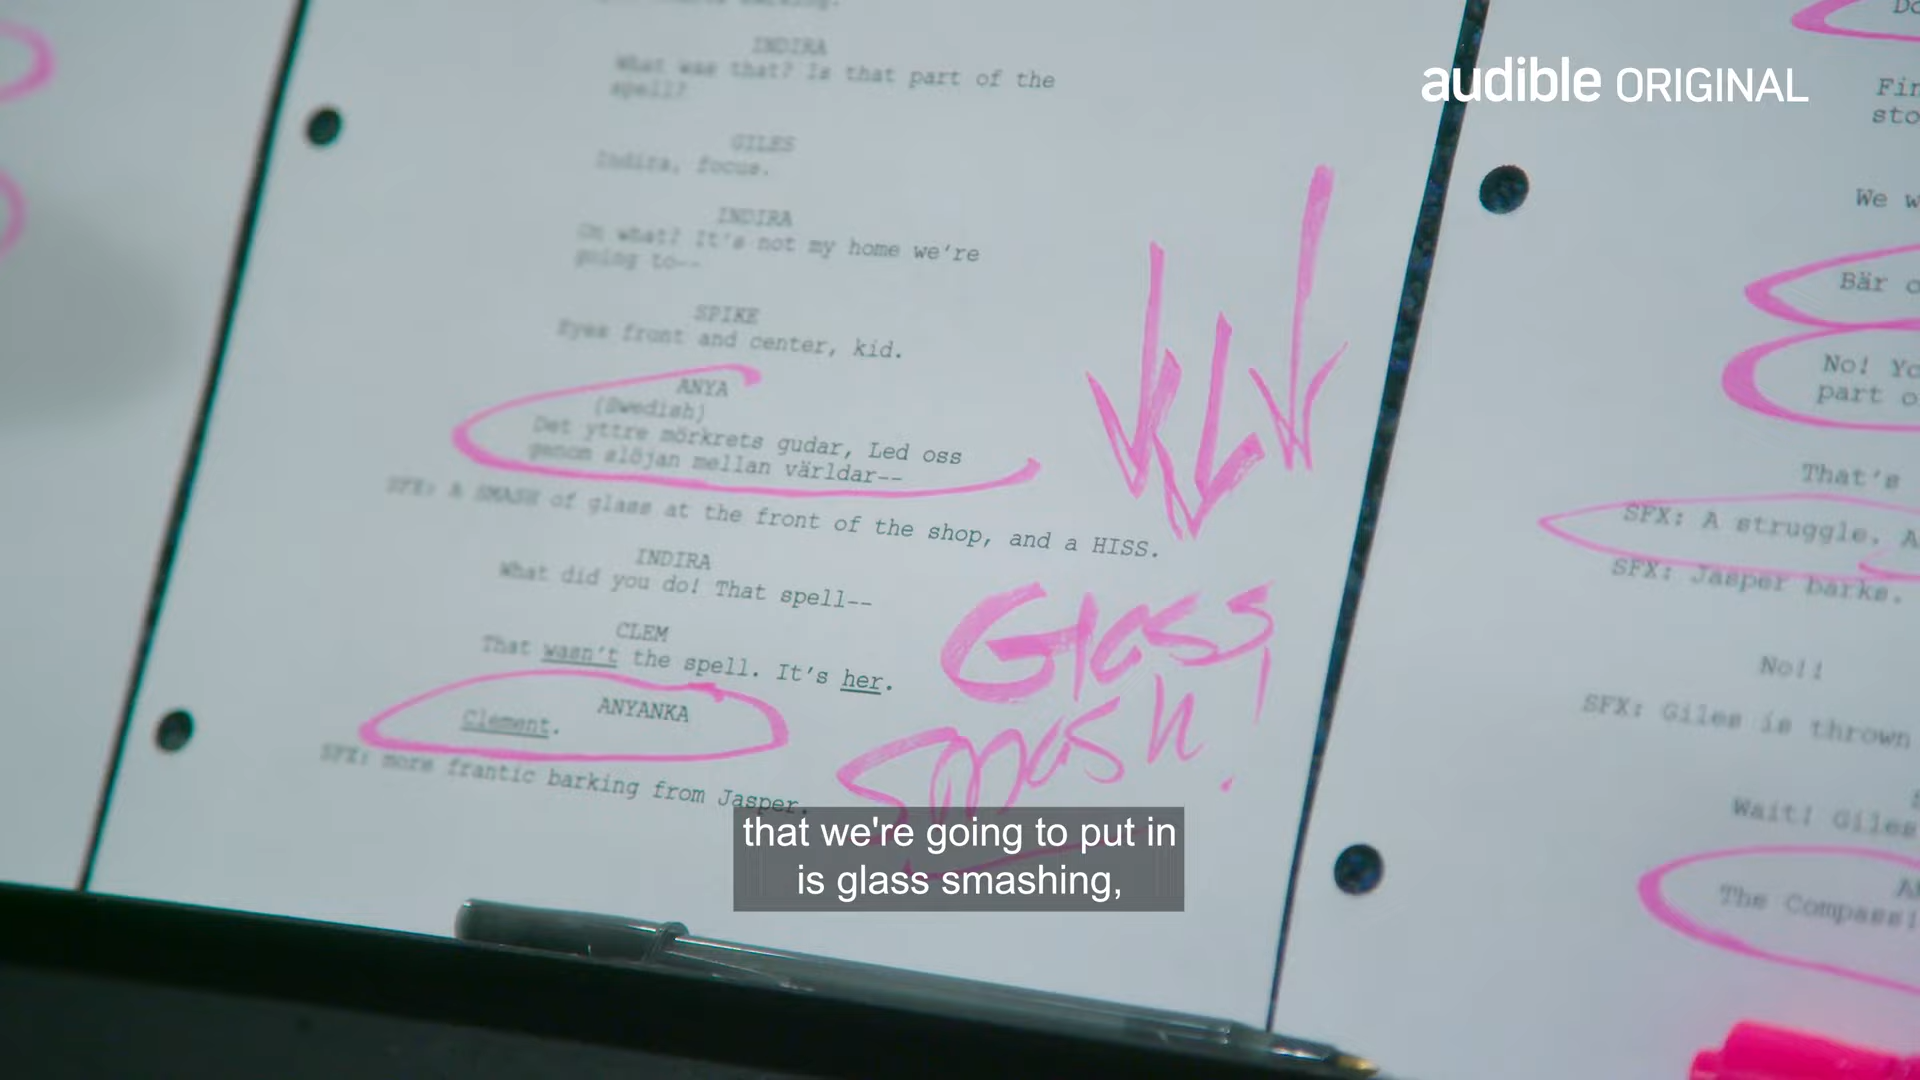 INDIRA
What was that? Is that part of the
spell?
GILES
Indira, focus.
INDIRA
On what? It's not my home we're
going to--
SPIKE
Eyes front and center, kid.
ANYA
(Swedish)
Det yttre mörkrets gudar, Led oss
genom slöjan mellan världar--
SFX: A SMASH of glass at the front of the shop, and a HISS.
INDIRA
What did you do! That spell--
CLEM
That wasn't the spell. It's her.
ANYANKA
Clement.
SFX: more frantic barking from Jasper.
Glass
smash!
audible ORIGINAL
We
Bär
No!
part
That's
SFX: A struggle.
SFX: Jasper barks.
No!!
SFX: Giles is thrown
Wait! Giles
The
that we're going to put in
is glass smashing,